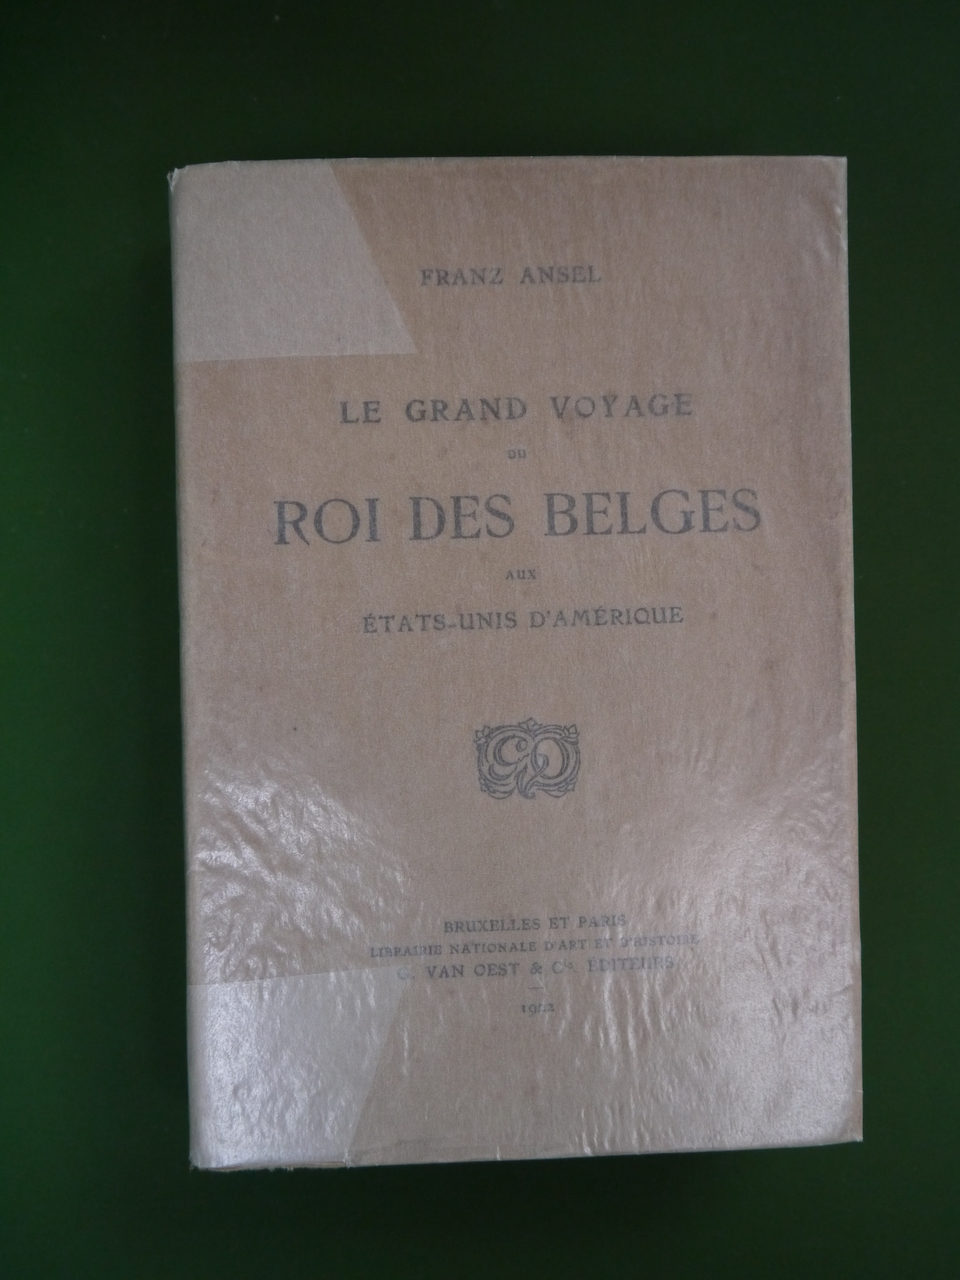 FRANZ ANSEL
LE GRAND VOYAGE
DU
ROI DES BELGES
AUX
ÉTATS-UNIS D'AMÉRIQUE
BRUXELLES ET PARIS
LIBRAIRIE NATIONALE D'ART ET D'HISTOIRE
G. VAN OEST & Cie, ÉDITEURS
1922